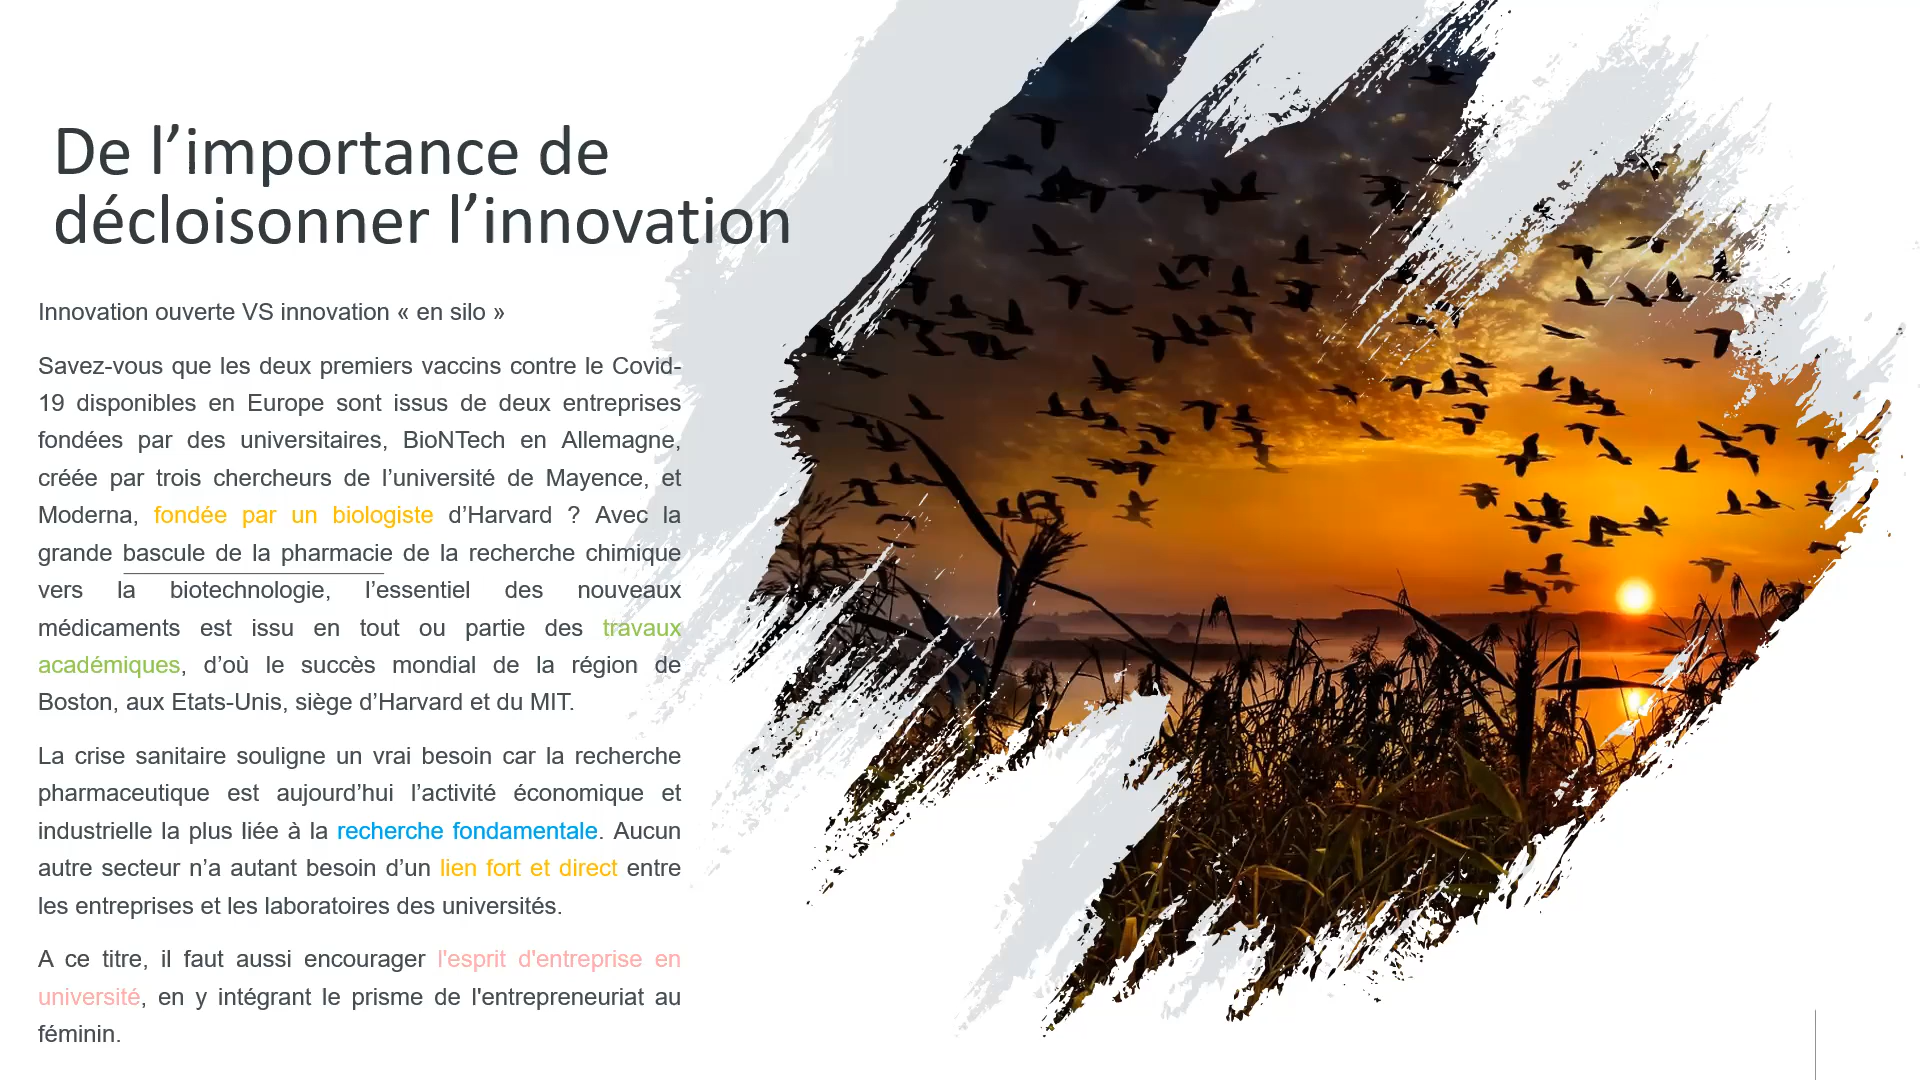 De l’importance de
décloisonner l’innovation
Innovation ouverte VS innovation « en silo »
Savez-vous que les deux premiers vaccins contre le Covid-
19 disponibles en Europe sont issus de deux entreprises
fondées par des universitaires, BioNTech en Allemagne,
créée par trois chercheurs de l’université de Mayence, et
Moderna, fondée par un biologiste d’Harvard ? Avec la
grande bascule de la pharmacie de la recherche chimique
vers la biotechnologie, l’essentiel des nouveaux
médicaments est issu en tout ou partie des travaux
académiques, d’où le succès mondial de la région de
Boston, aux Etats-Unis, siège d’Harvard et du MIT.
La crise sanitaire souligne un vrai besoin car la recherche
pharmaceutique est aujourd’hui l’activité économique et
industrielle la plus liée à la recherche fondamentale. Aucun
autre secteur n’a autant besoin d’un lien fort et direct entre
les entreprises et les laboratoires des universités.
A ce titre, il faut aussi encourager l'esprit d'entreprise en
université, en y intégrant le prisme de l'entrepreneuriat au
féminin.